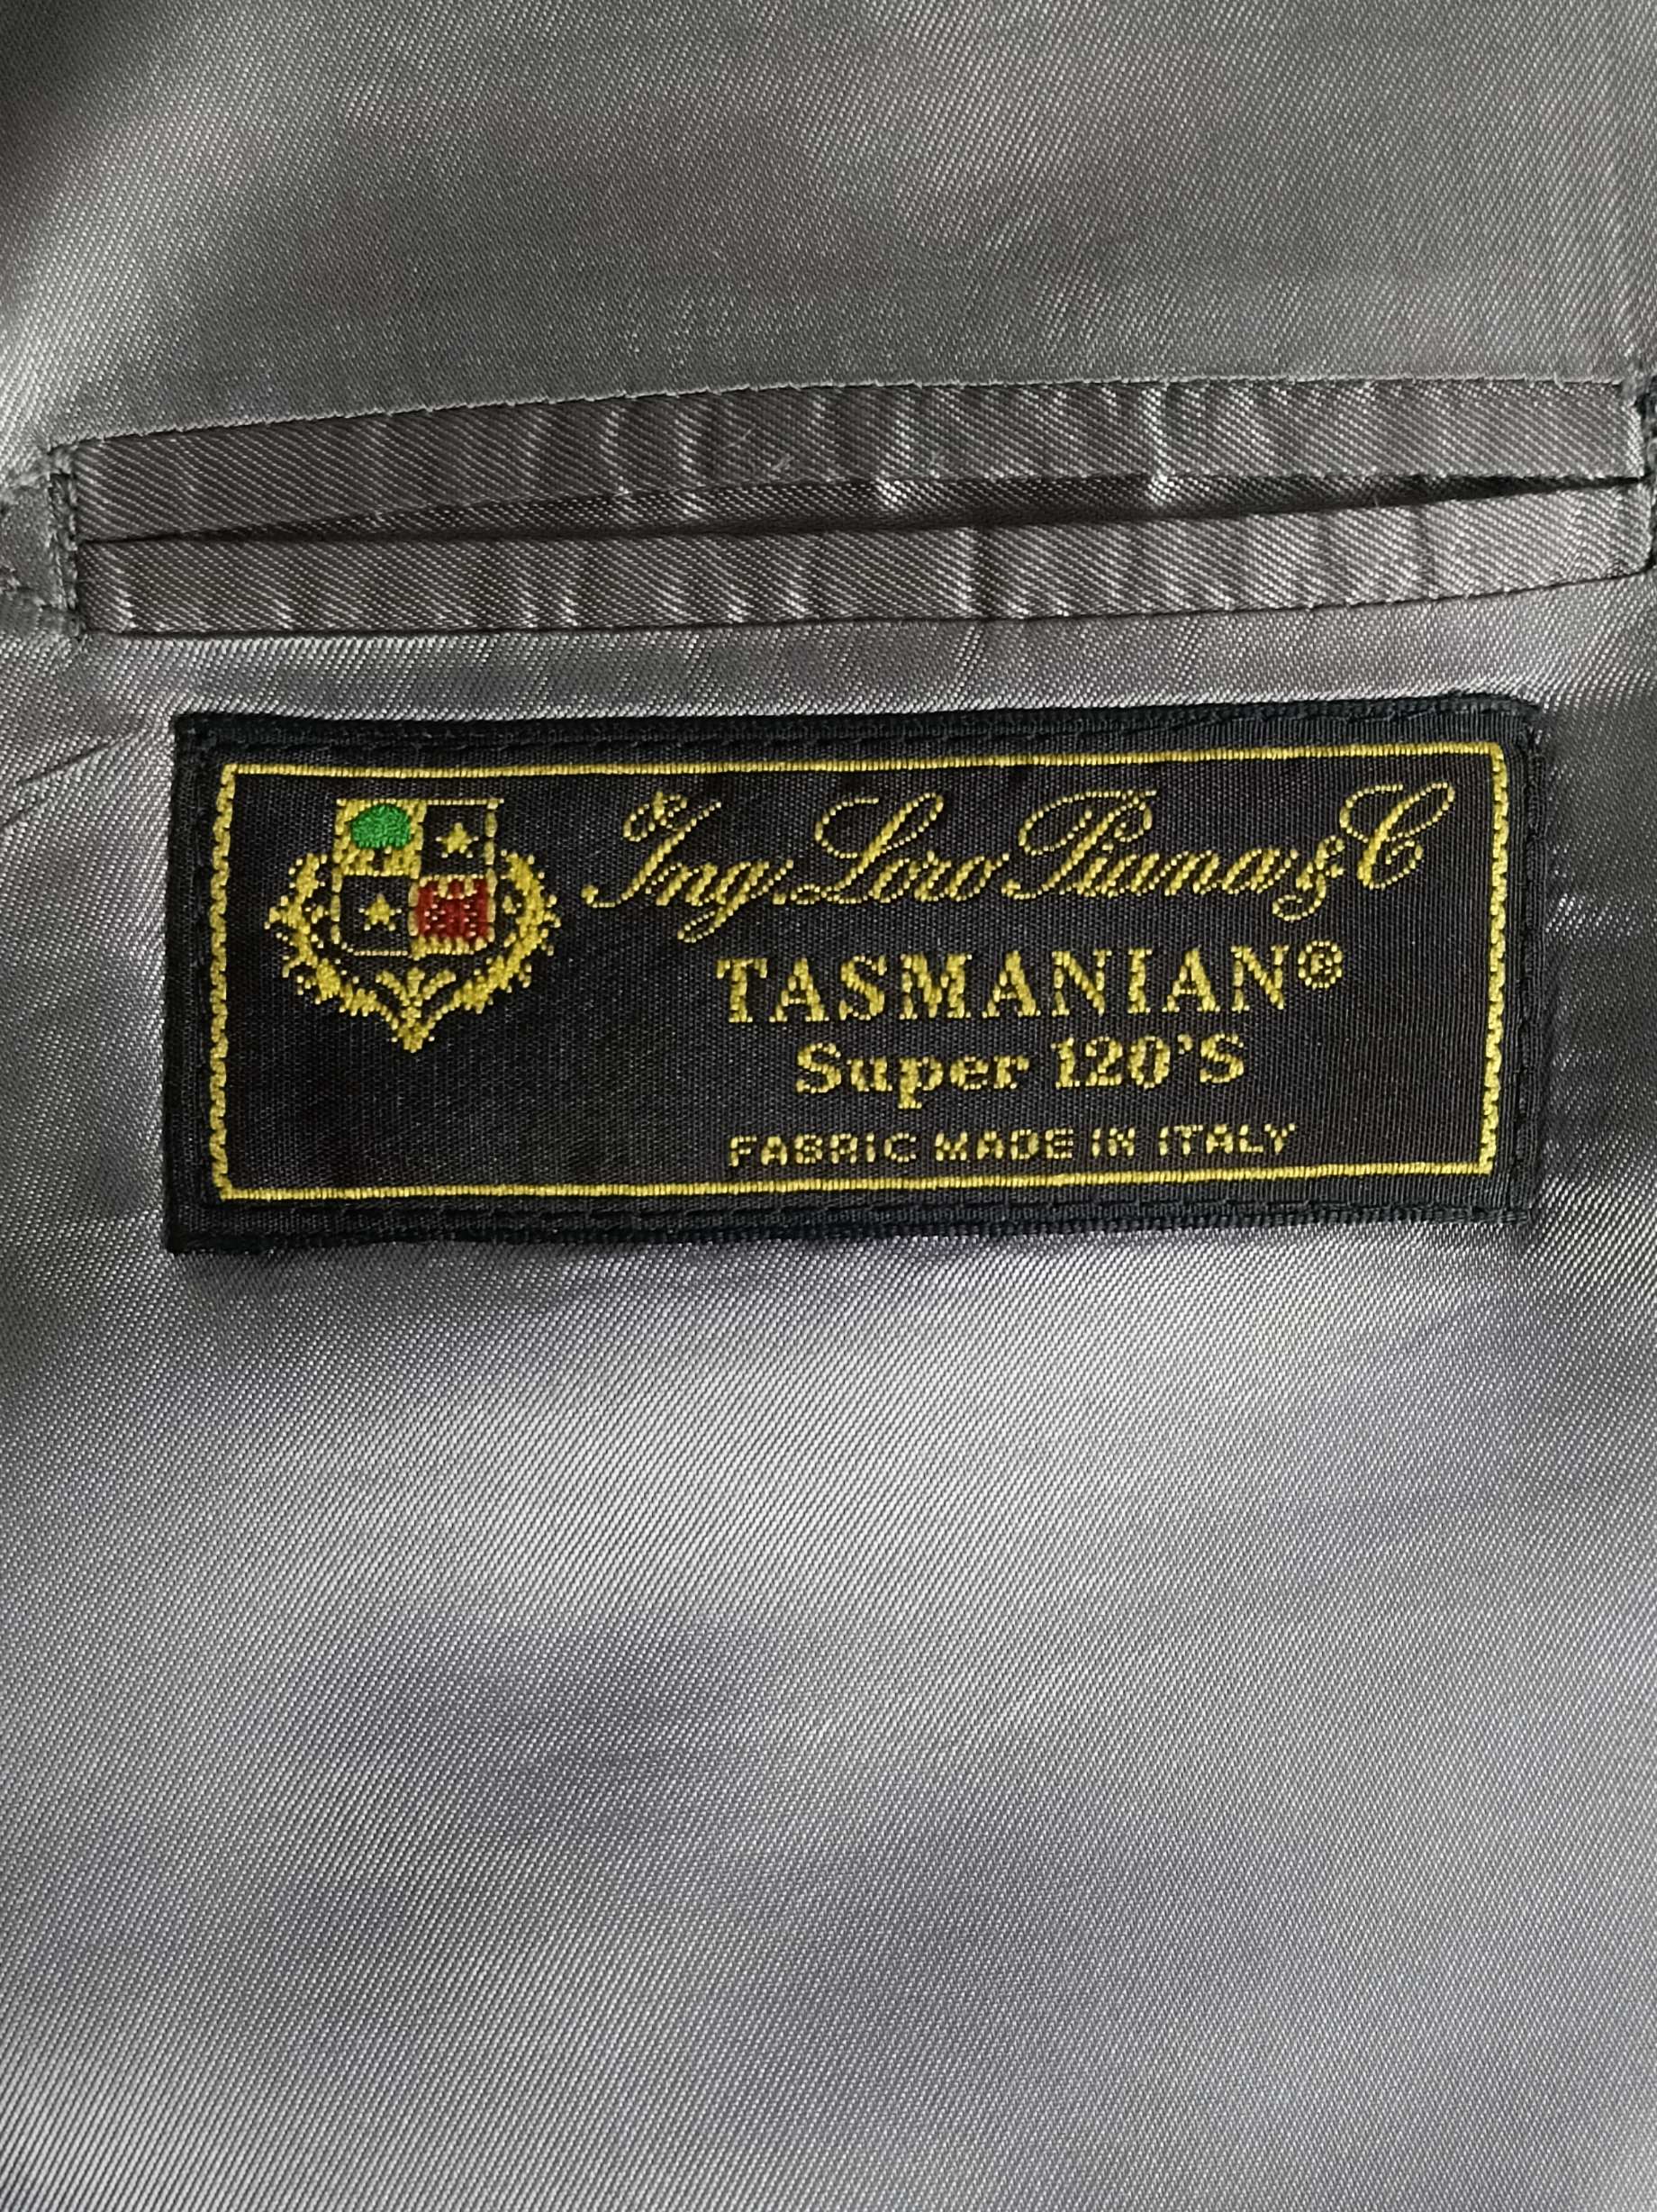 Ing. Loro Piana & C
TASMANIAN®
Super 120'S
FABRIC MADE IN ITALY